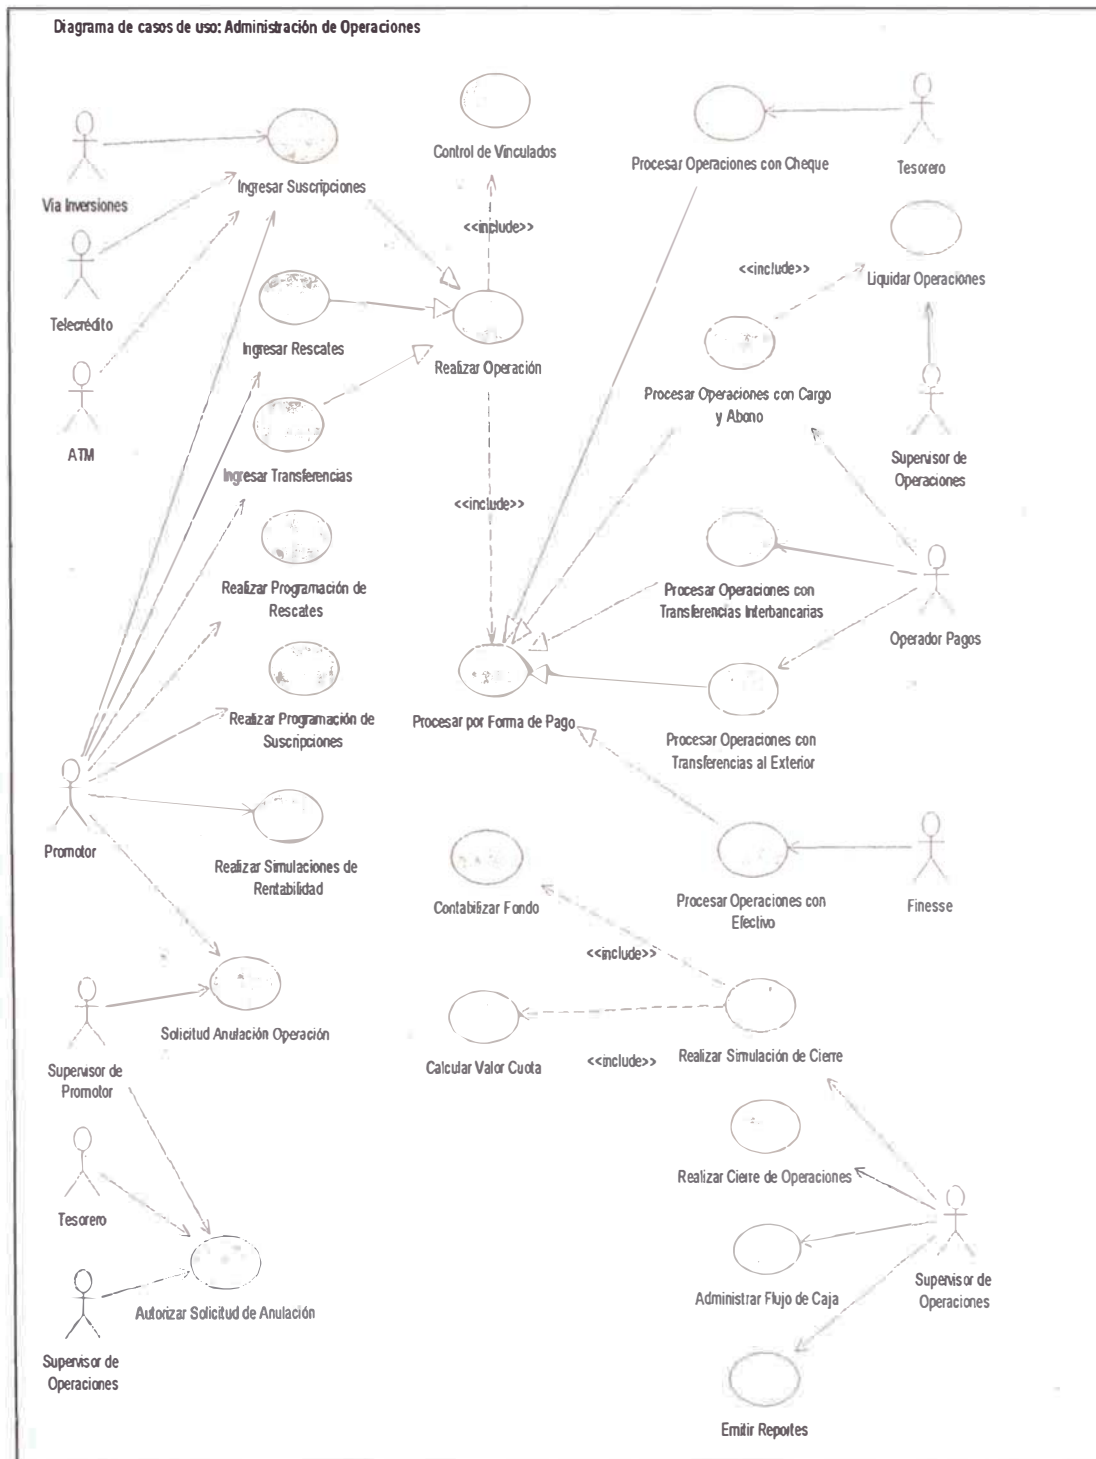 Diagrama de casos de uso: Administración de Operaciones
Control de Vinculados
Procesar Operaciones con Cheque
Tesorero
Via Inversiones
Ingresar Suscripciones
<<include>>
<<include>>
Liquidar Operaciones
Telecrédito
Ingresar Rescates
Realizar Operación
Procesar Operaciones con Cargo
y Abono
ATM
Ingresar Transferencias
Supervisor de
Operaciones
<<include>>
Realizar Programación de
Rescates
Procesar Operaciones con
Transferencias Interbancarias
Operador Pagos
Realizar Programación de
Suscripciones
Procesar por Forma de Pago
Procesar Operaciones con
Transferencias al Exterior
Promotor
Realizar Simulaciones de
Rentabilidad
Contabilizar Fondo
Procesar Operaciones con
Efectivo
Finesse
<<include>>
Solicitud Anulación Operación
Supervisor de
Promotor
Calcular Valor Cuota
<<include>>
Realizar Simulación de Cierre
Realizar Cierre de Operaciones
Tesorero
Autorizar Solicitud de Anulación
Administrar Flujo de Caja
Supervisor de
Operaciones
Supervisor de
Operaciones
Emitir Reportes